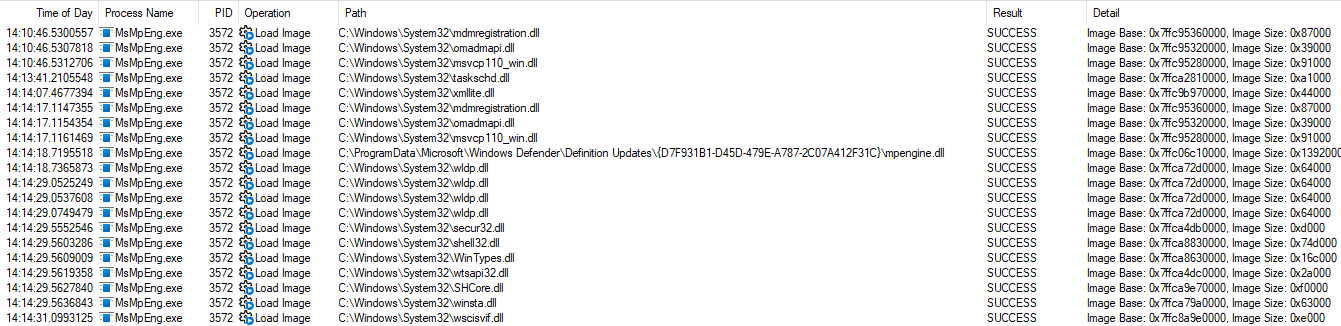 Time of Day Process Name PID Operation Path Result Detail
14:10:46.5300557 MsMpEng.exe 3572 Load Image C:\Windows\System32\mdmregistration.dll SUCCESS Image Base: 0x7ffc95360000, Image Size: 0x87000
14:10:46.5307818 MsMpEng.exe 3572 Load Image C:\Windows\System32\omadmapi.dll SUCCESS Image Base: 0x7ffc95320000, Image Size: 0x39000
14:10:46.5312706 MsMpEng.exe 3572 Load Image C:\Windows\System32\msvcp110_win.dll SUCCESS Image Base: 0x7ffc95280000, Image Size: 0x91000
14:13:41.2105548 MsMpEng.exe 3572 Load Image C:\Windows\System32\taskschd.dll SUCCESS Image Base: 0x7ffca2810000, Image Size: 0xa1000
14:14:07.4677394 MsMpEng.exe 3572 Load Image C:\Windows\System32\xmllite.dll SUCCESS Image Base: 0x7ffc9b970000, Image Size: 0x44000
14:14:17.1147355 MsMpEng.exe 3572 Load Image C:\Windows\System32\mdmregistration.dll SUCCESS Image Base: 0x7ffc95360000, Image Size: 0x87000
14:14:17.1154354 MsMpEng.exe 3572 Load Image C:\Windows\System32\omadmapi.dll SUCCESS Image Base: 0x7ffc95320000, Image Size: 0x39000
14:14:17.1161469 MsMpEng.exe 3572 Load Image C:\Windows\System32\msvcp110_win.dll SUCCESS Image Base: 0x7ffc95280000, Image Size: 0x91000
14:14:18.7195518 MsMpEng.exe 3572 Load Image C:\ProgramData\Microsoft\Windows Defender\Definition Updates\{D7F931B1-D45D-479E-A787-2C07A412F31C}\mpengine.dll SUCCESS Image Base: 0x7ffc06c10000, Image Size: 0x1392000
14:14:18.7365873 MsMpEng.exe 3572 Load Image C:\Windows\System32\wldp.dll SUCCESS Image Base: 0x7ffca72d0000, Image Size: 0x64000
14:14:29.0525249 MsMpEng.exe 3572 Load Image C:\Windows\System32\wldp.dll SUCCESS Image Base: 0x7ffca72d0000, Image Size: 0x64000
14:14:29.0537608 MsMpEng.exe 3572 Load Image C:\Windows\System32\wldp.dll SUCCESS Image Base: 0x7ffca72d0000, Image Size: 0x64000
14:14:29.0749479 MsMpEng.exe 3572 Load Image C:\Windows\System32\wldp.dll SUCCESS Image Base: 0x7ffca72d0000, Image Size: 0x64000
14:14:29.5552546 MsMpEng.exe 3572 Load Image C:\Windows\System32\secur32.dll SUCCESS Image Base: 0x7ffca4db0000, Image Size: 0xd000
14:14:29.5603286 MsMpEng.exe 3572 Load Image C:\Windows\System32\shell32.dll SUCCESS Image Base: 0x7ffca8830000, Image Size: 0x74d000
14:14:29.5609009 MsMpEng.exe 3572 Load Image C:\Windows\System32\WinTypes.dll SUCCESS Image Base: 0x7ffca8630000, Image Size: 0x16c000
14:14:29.5619358 MsMpEng.exe 3572 Load Image C:\Windows\System32\wtsapi32.dll SUCCESS Image Base: 0x7ffca4dc0000, Image Size: 0x2a000
14:14:29.5627840 MsMpEng.exe 3572 Load Image C:\Windows\System32\SHCore.dll SUCCESS Image Base: 0x7ffca9e70000, Image Size: 0xf0000
14:14:29.5636843 MsMpEng.exe 3572 Load Image C:\Windows\System32\winsta.dll SUCCESS Image Base: 0x7ffca79a0000, Image Size: 0x63000
14:14:31.0993125 MsMpEng.exe 3572 Load Image C:\Windows\System32\wscisvif.dll SUCCESS Image Base: 0x7ffc8a9e0000, Image Size: 0xe000